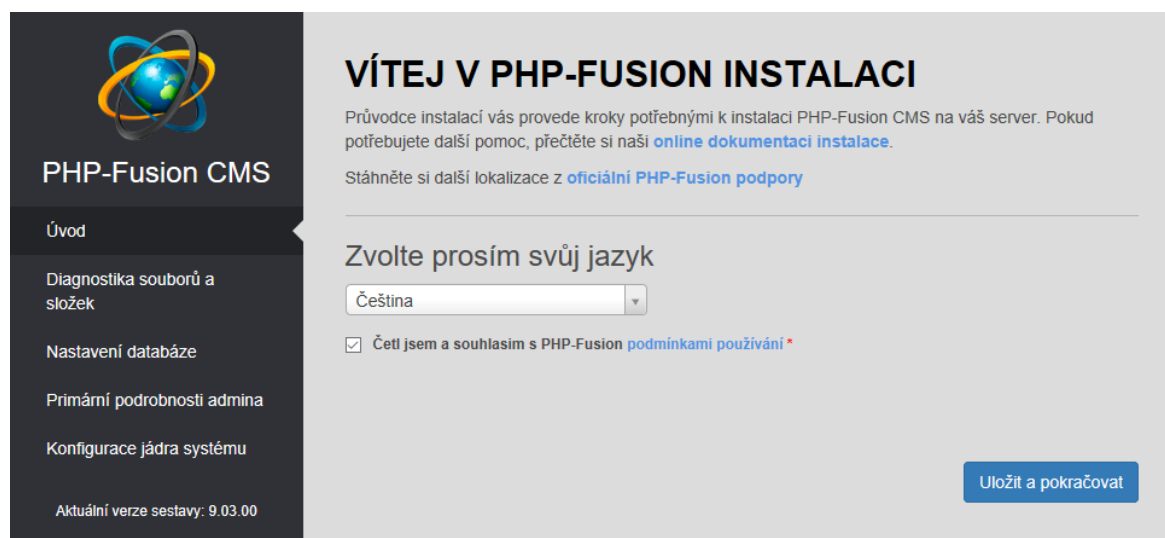 PHP-Fusion CMS
Úvod
Diagnostika souborů a
složek
Nastavení databáze
Primární podrobnosti admina
Konfigurace jádra systému
Aktuální verze sestavy: 9.03.00
VÍTEJ V PHP-FUSION INSTALACI
Průvodce instalací vás provede kroky potřebnými k instalaci PHP-Fusion CMS na váš server. Pokud
potřebujete další pomoc, přečtěte si naši online dokumentaci instalace.
Stáhněte si další lokalizace z oficiální PHP-Fusion podpory
Zvolte prosím svůj jazyk
Čeština
Četl jsem a souhlasim s PHP-Fusion podmínkami používání *
Uložit a pokračovat